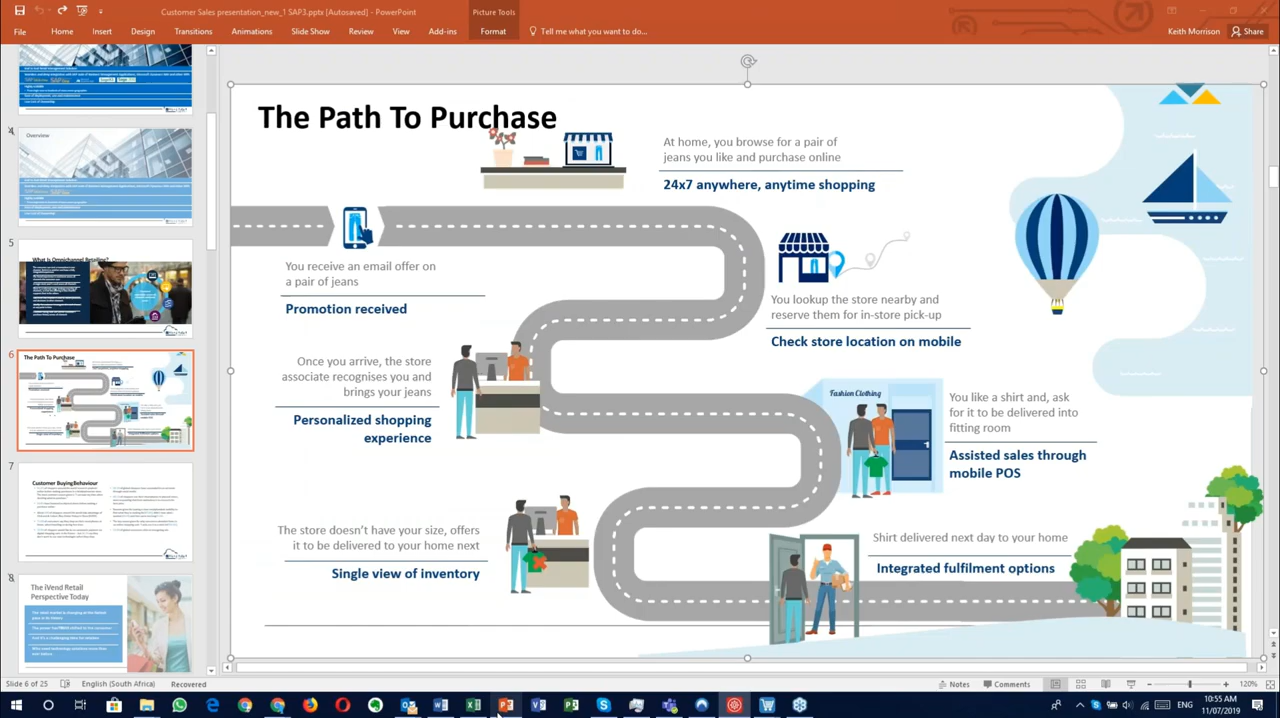 Customer Sales presentation_new_1 SAP3.pptx [Autosaved] - PowerPoint
Picture Tools
File
Home
Insert
Design
Transitions
Animations
Slide Show
Review
View
Add-ins
Format
Tell me what you want to do...
Keith Morrison
Share
4
Overview
5
What Is Omnichannel Retailing?
6
The Path To Purchase
7
Customer Buying Behaviour
8
The iVend Retail
Perspective Today
The Path To Purchase
At home, you browse for a pair of
jeans you like and purchase online
24x7 anywhere, anytime shopping
You receive an email offer on
a pair of jeans
Promotion received
You lookup the store nearby and
reserve them for in-store pick-up
Check store location on mobile
Once you arrive, the store
associate recognises you and
brings your jeans
Personalized shopping
experience
Fashion Clothing
You like a shirt and, ask
for it to be delivered into
fitting room
Assisted sales through
mobile POS
The store doesn't have your size, offers
it to be delivered to your home next
Single view of inventory
Shirt delivered next day to your home
Integrated fulfilment options
Slide 6 of 25
English (South Africa)
Recovered
Notes
Comments
120%
ENG
10:55 AM
11/07/2019